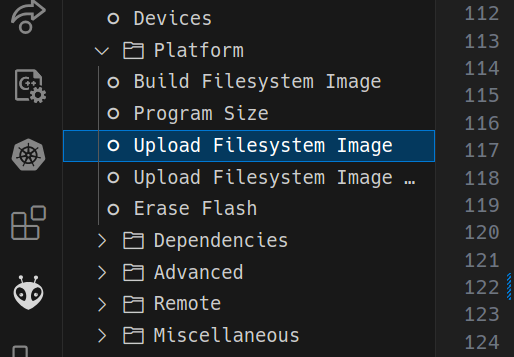 Devices
Platform
Build Filesystem Image
Program Size
Upload Filesystem Image
Upload Filesystem Image ...
Erase Flash
Dependencies
Advanced
Remote
Miscellaneous
112
113
114
115
116
117
118
119
120
121
122
123
124